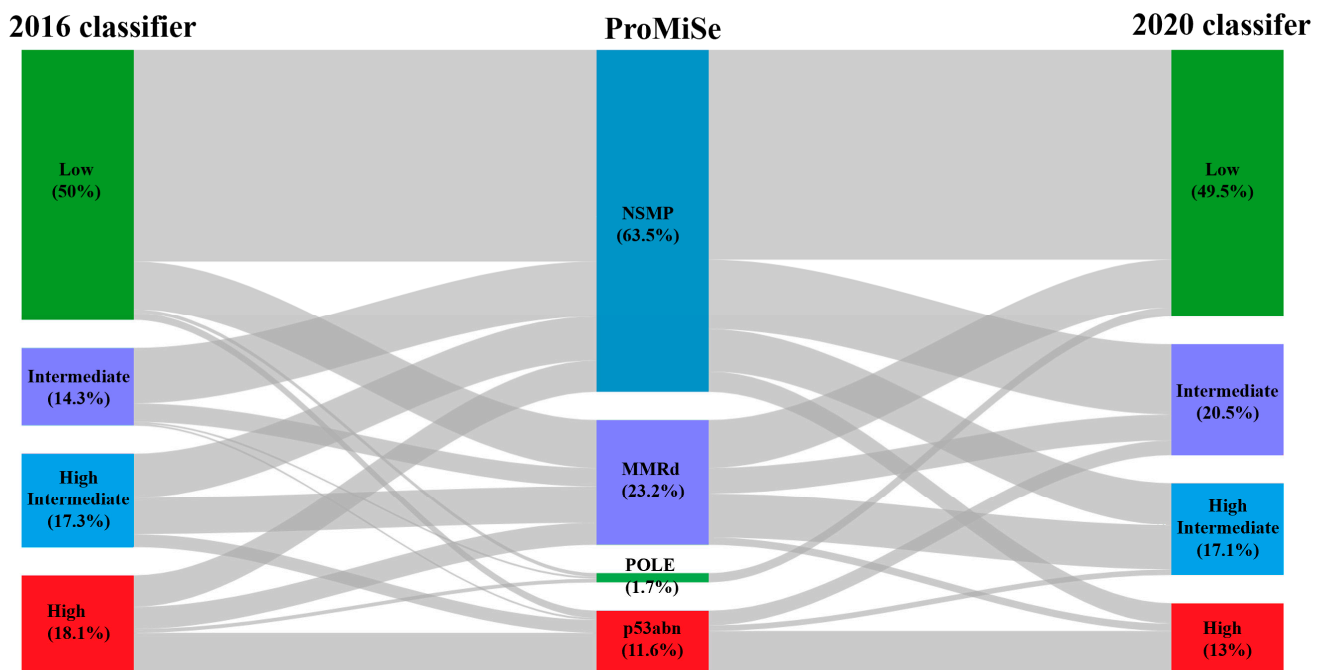 2016 classifier
ProMiSe
2020 classifer
Low
(50%)
Intermediate
(14.3%)
High
Intermediate
(17.3%)
High
(18.1%)
NSMP
(63.5%)
MMRd
(23.2%)
POLE
(1.7%)
p53abn
(11.6%)
Low
(49.5%)
Intermediate
(20.5%)
High
Intermediate
(17.1%)
High
(13%)